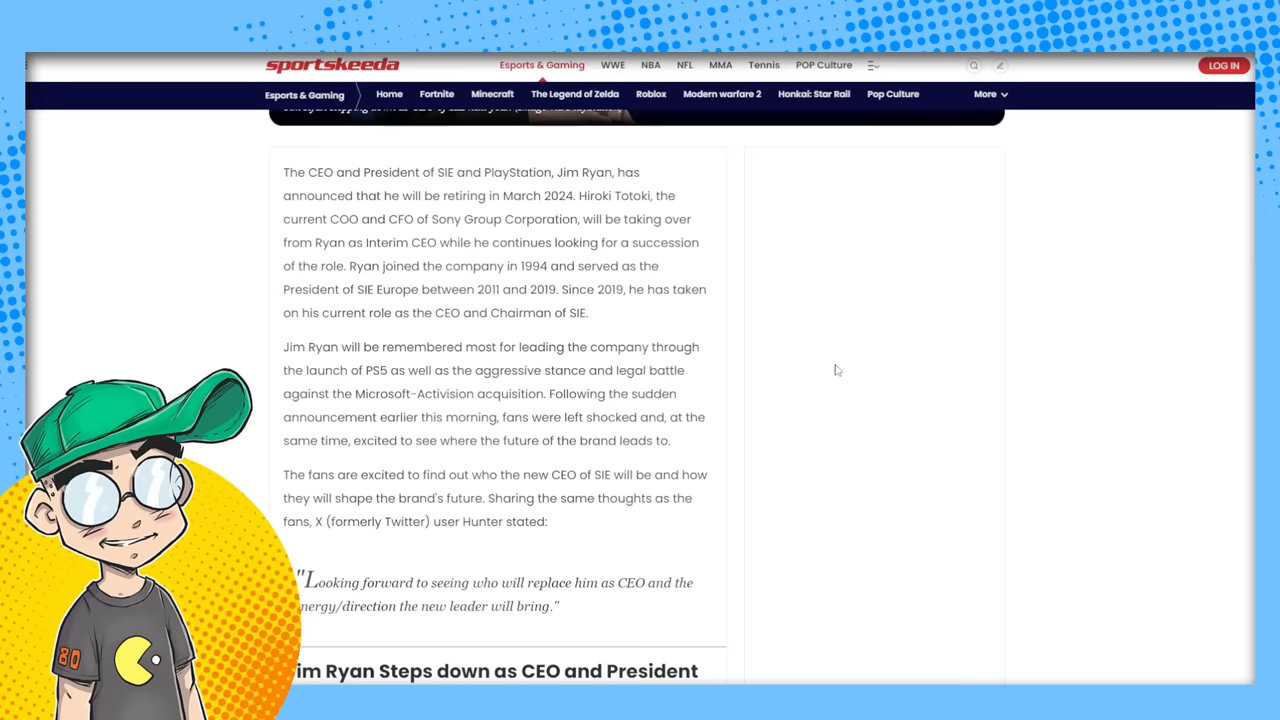 sportskeeda
Esports & Gaming WWE NBA NFL MMA Tennis POP Culture
LOG IN
Esports & Gaming Home Fortnite Minecraft The Legend of Zelda Roblox Modern warfare 2 Honkai: Star Rail Pop Culture More
The CEO and President of SIE and PlayStation, Jim Ryan, has
announced that he will be retiring in March 2024. Hiroki Totoki, the
current COO and CFO of Sony Group Corporation, will be taking over
from Ryan as Interim CEO while he continues looking for a succession
of the role. Ryan joined the company in 1994 and served as the
President of SIE Europe between 2011 and 2019. Since 2019, he has taken
on his current role as the CEO and Chairman of SIE.
Jim Ryan will be remembered most for leading the company through
the launch of PS5 as well as the aggressive stance and legal battle
against the Microsoft-Activision acquisition. Following the sudden
announcement earlier this morning, fans were left shocked and, at the
same time, excited to see where the future of the brand leads to.
The fans are excited to find out who the new CEO of SIE will be and how
they will shape the brand's future. Sharing the same thoughts as the
fans, X (formerly Twitter) user Hunter stated:
"Looking forward to seeing who will replace him as CEO and the
nergy/direction the new leader will bring."
im Ryan Steps down as CEO and President
80